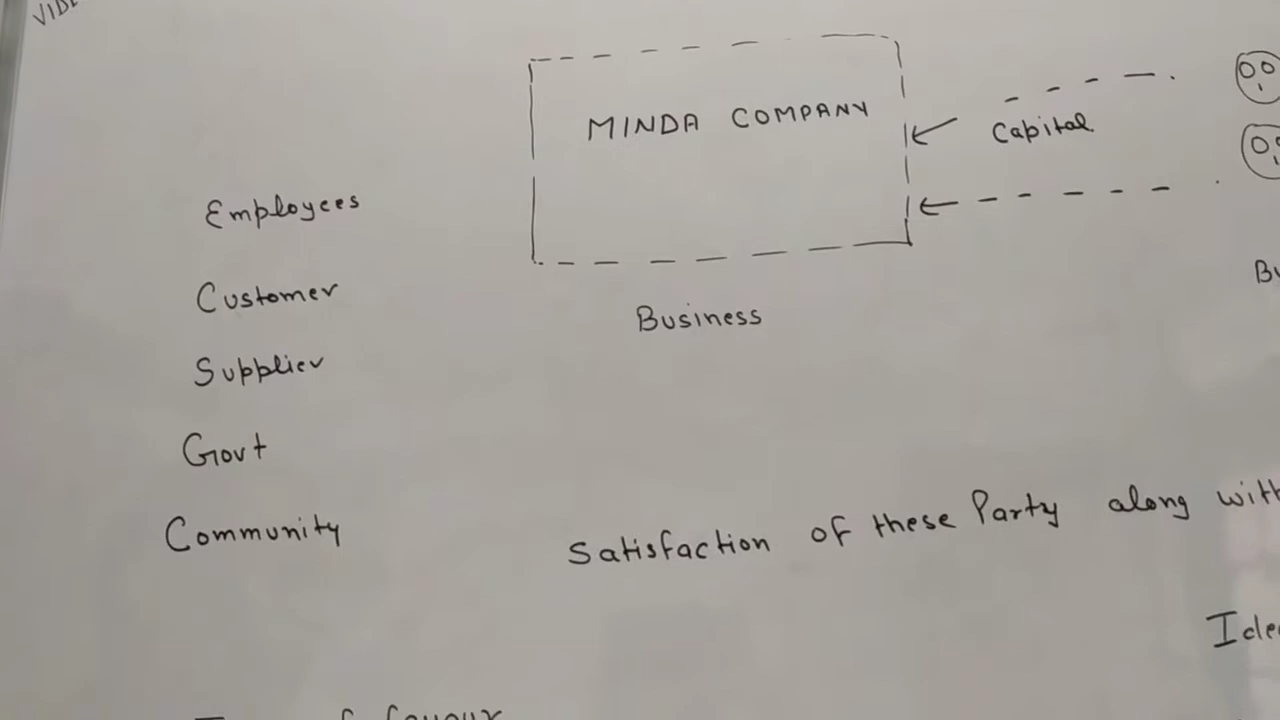 MINDA COMPANY
Capital
Employees
Customer
Business
Supplier
Govt
Community
Satisfaction of these Party along with